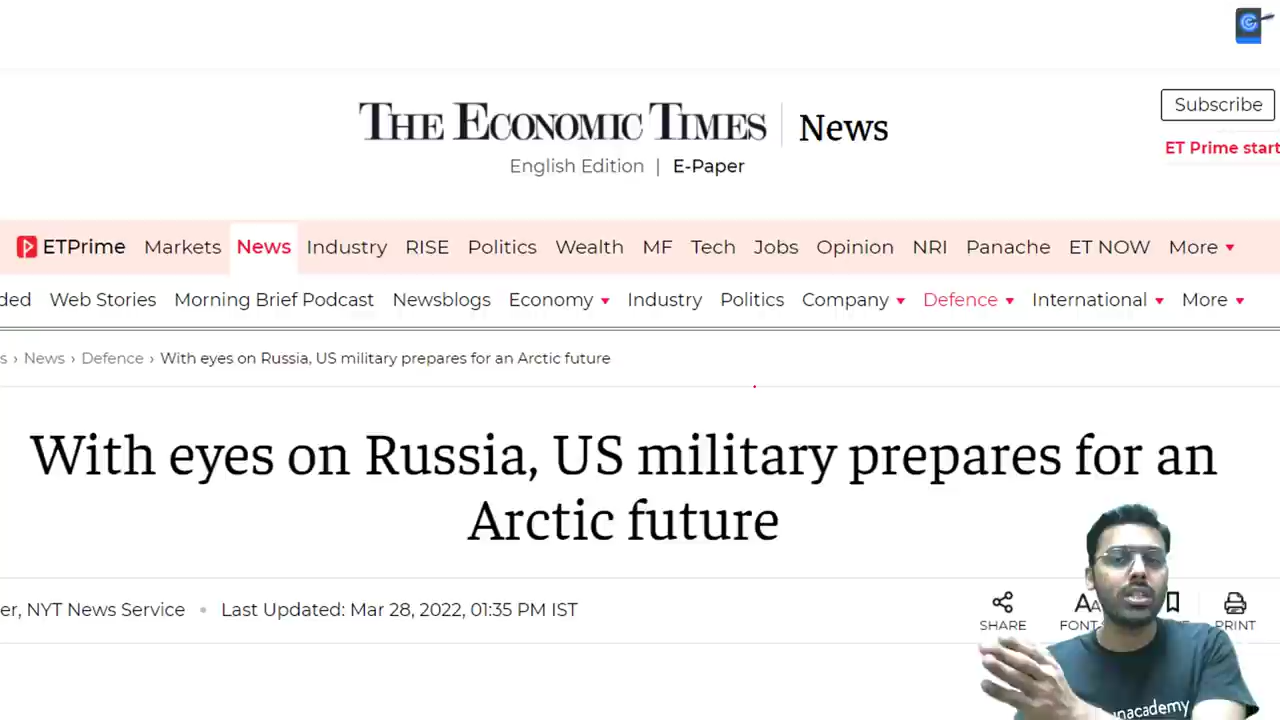 THE ECONOMIC TIMES News
Subscribe
English Edition | E-Paper
ET Prime start
ETPrime Markets News Industry RISE Politics Wealth MF Tech Jobs Opinion NRI Panache ET NOW More
ded Web Stories Morning Brief Podcast Newsblogs Economy Industry Politics Company Defence International More
s › News › Defence › With eyes on Russia, US military prepares for an Arctic future
With eyes on Russia, US military prepares for an
Arctic future
er, NYT News Service • Last Updated: Mar 28, 2022, 01:35 PM IST
SHARE FONT PRINT
nacademy